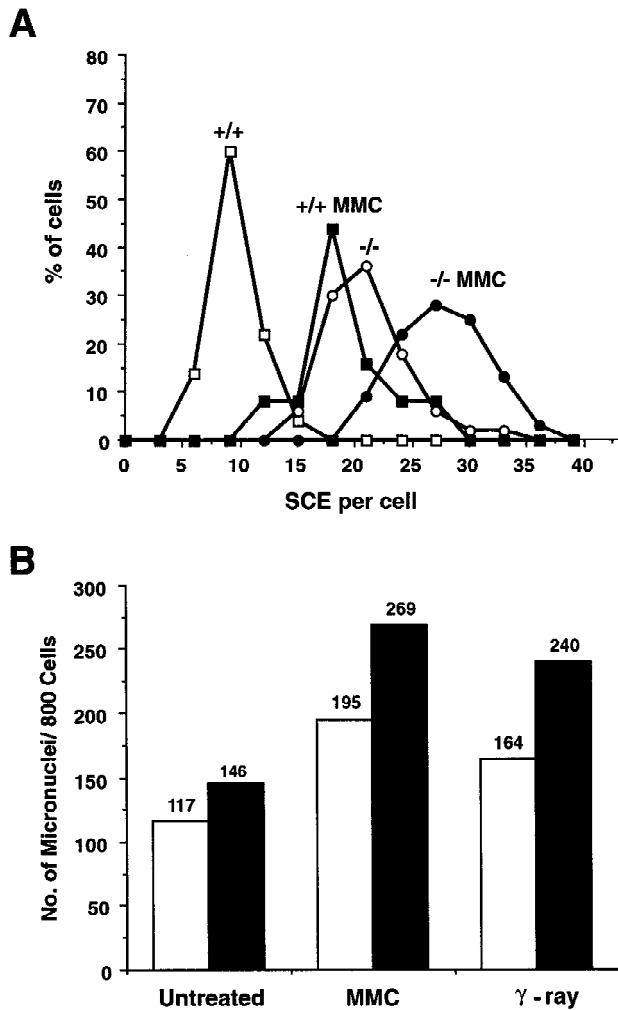 A
80
70
60
50
40
30
20
10
0
% of cells
+/+
+/+ MMC
-/-
-/- MMC
0 5 10 15 20 25 30 35 40
SCE per cell
B
300
250
200
150
100
50
0
No. of Micronuclei/ 800 Cells
117 146 195 269 164 240
Untreated MMC γ - ray